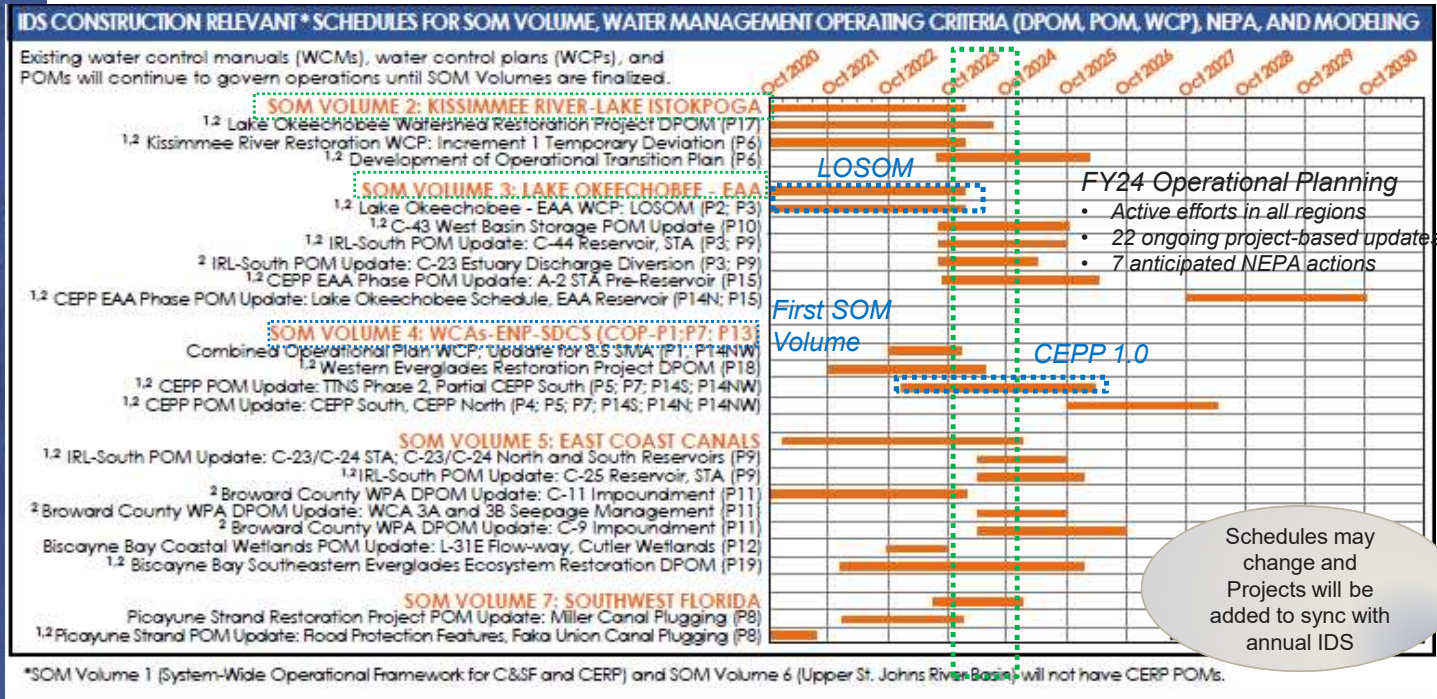 IDS CONSTRUCTION RELEVANT* SCHEDULES FOR SOM VOLUME, WATER MANAGEMENT OPERATING CRITERIA (DPOM, POM, WCP), NEPA, AND MODELING
Existing water control manuals (WCMs), water control plans (WCPs), and
POMs will continue to govern operations until SOM Volumes are finalized.
Oct 2020 Oct 2021 Oct 2022 Oct 2023 Oct 2024 Oct 2025 Oct 2026 Oct 2027 Oct 2028 Oct 2029 Oct 2030
SOM VOLUME 2: KISSIMMEE RIVER-LAKE ISTOKPOGA
1,2 Lake Okeechobee Watershed Restoration Project DPOM (P17)
1,2 Kissimmee River Restoration WCP: Increment 1 Temporary Deviation (P6)
1,2 Development of Operational Transition Plan (P6)
LOSOM
SOM VOLUME 3: LAKE OKEECHOBEE - EAA
1,2 Lake Okeechobee - EAA WCP: LOSOM (P2; P3)
1,2 C-43 West Basin Storage POM Update (P10)
1,2 IRL-South POM Update: C-44 Reservoir, STA (P3; P9)
2 IRL-South POM Update: C-23 Estuary Discharge Diversion (P3; P9)
1,2 CEPP EAA Phase POM Update: A-2 STA Pre-Reservoir (P15)
1,2 CEPP EAA Phase POM Update: Lake Okeechobee Schedule, EAA Reservoir (P14N; P15)
FY24 Operational Planning
• Active efforts in all regions
• 22 ongoing project-based updates
• 7 anticipated NEPA actions
First SOM
Volume
SOM VOLUME 4: WCAs-ENP-SDCS (COP-P1;P7; P13)
Combined Operational Plan WCP; Update for 8.5 SMA (P1; P14NW)
1,2 Western Everglades Restoration Project DPOM (P18)
1,2 CEPP POM Update: TTNS Phase 2, Partial CEPP South (P5; P7; P14S; P14NW)
1,2 CEPP POM Update: CEPP South, CEPP North (P4; P5; P7; P14S; P14N; P14NW)
CEPP 1.0
SOM VOLUME 5: EAST COAST CANALS
1,2 IRL-South POM Update: C-23/C-24 STA; C-23/C-24 North and South Reservoirs (P9)
1,2 IRL-South POM Update: C-25 Reservoir, STA (P9)
2 Broward County WPA DPOM Update: C-11 Impoundment (P11)
2 Broward County WPA DPOM Update: WCA 3A and 3B Seepage Management (P11)
2 Broward County WPA DPOM Update: C-9 Impoundment (P11)
Biscayne Bay Coastal Wetlands POM Update: L-31E Flow-way, Cutler Wetlands (P12)
1,2 Biscayne Bay Southeastern Everglades Ecosystem Restoration DPOM (P19)
SOM VOLUME 7: SOUTHWEST FLORIDA
Picayune Strand Restoration Project POM Update: Miller Canal Plugging (P8)
1,2 Picayune Strand POM Update: Flood Protection Features, Faka Union Canal Plugging (P8)
Schedules may
change and
Projects will be
added to sync with
annual IDS
*SOM Volume 1 (System-Wide Operational Framework for C&SF and CERP) and SOM Volume 6 (Upper St. Johns River Basin) will not have CERP POMs.